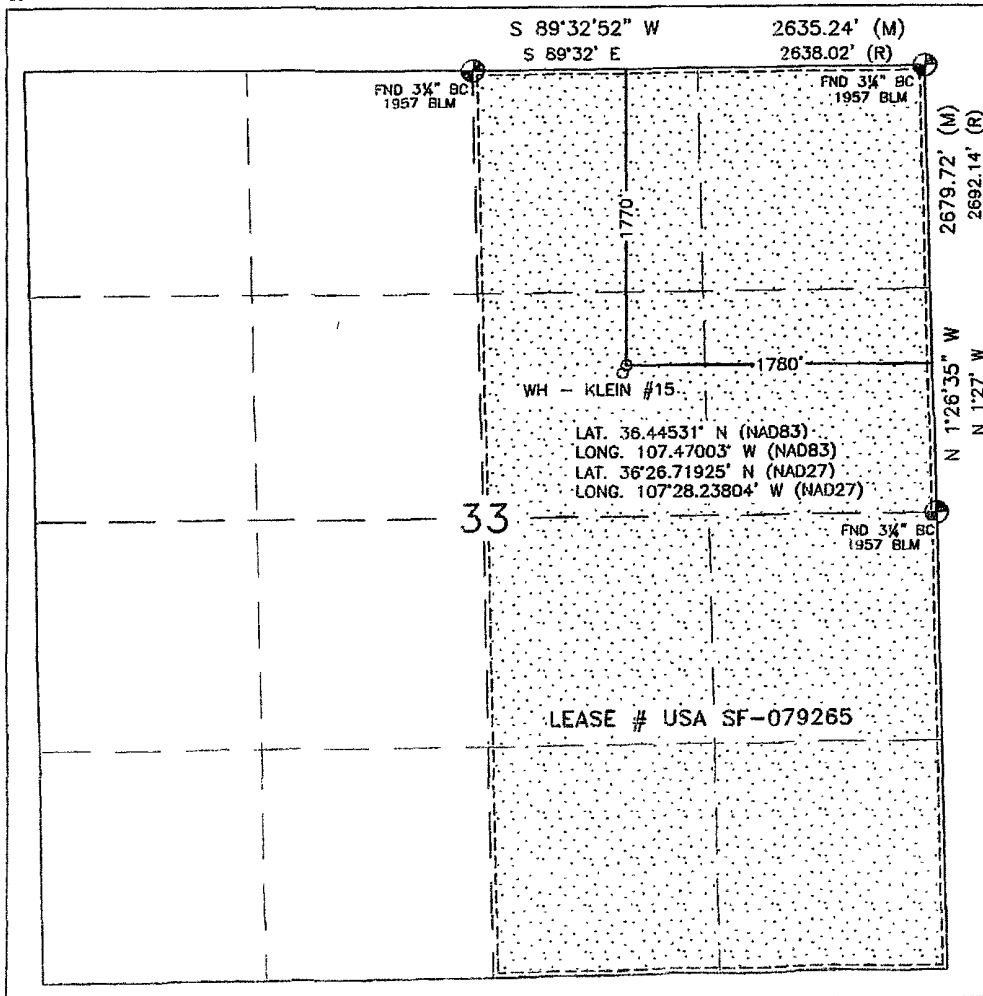 S 89°32'52" W 2635.24' (M)
S 89°32' E 2638.02' (R)
FND 3¼" BC
1957 BLM
FND 3¼" BC
1957 BLM
2679.72' (M)
2692.14' (R)
1770'
1780'
WH - KLEIN #15
N 1°26'35" W
N 1°27' W
LAT. 36.44531° N (NAD83)
LONG. 107.47003° W (NAD83)
LAT. 36°26.71925' N (NAD27)
LONG. 107°28.23804' W (NAD27)
33
FND 3¼" BC
1957 BLM
LEASE # USA SF-079265